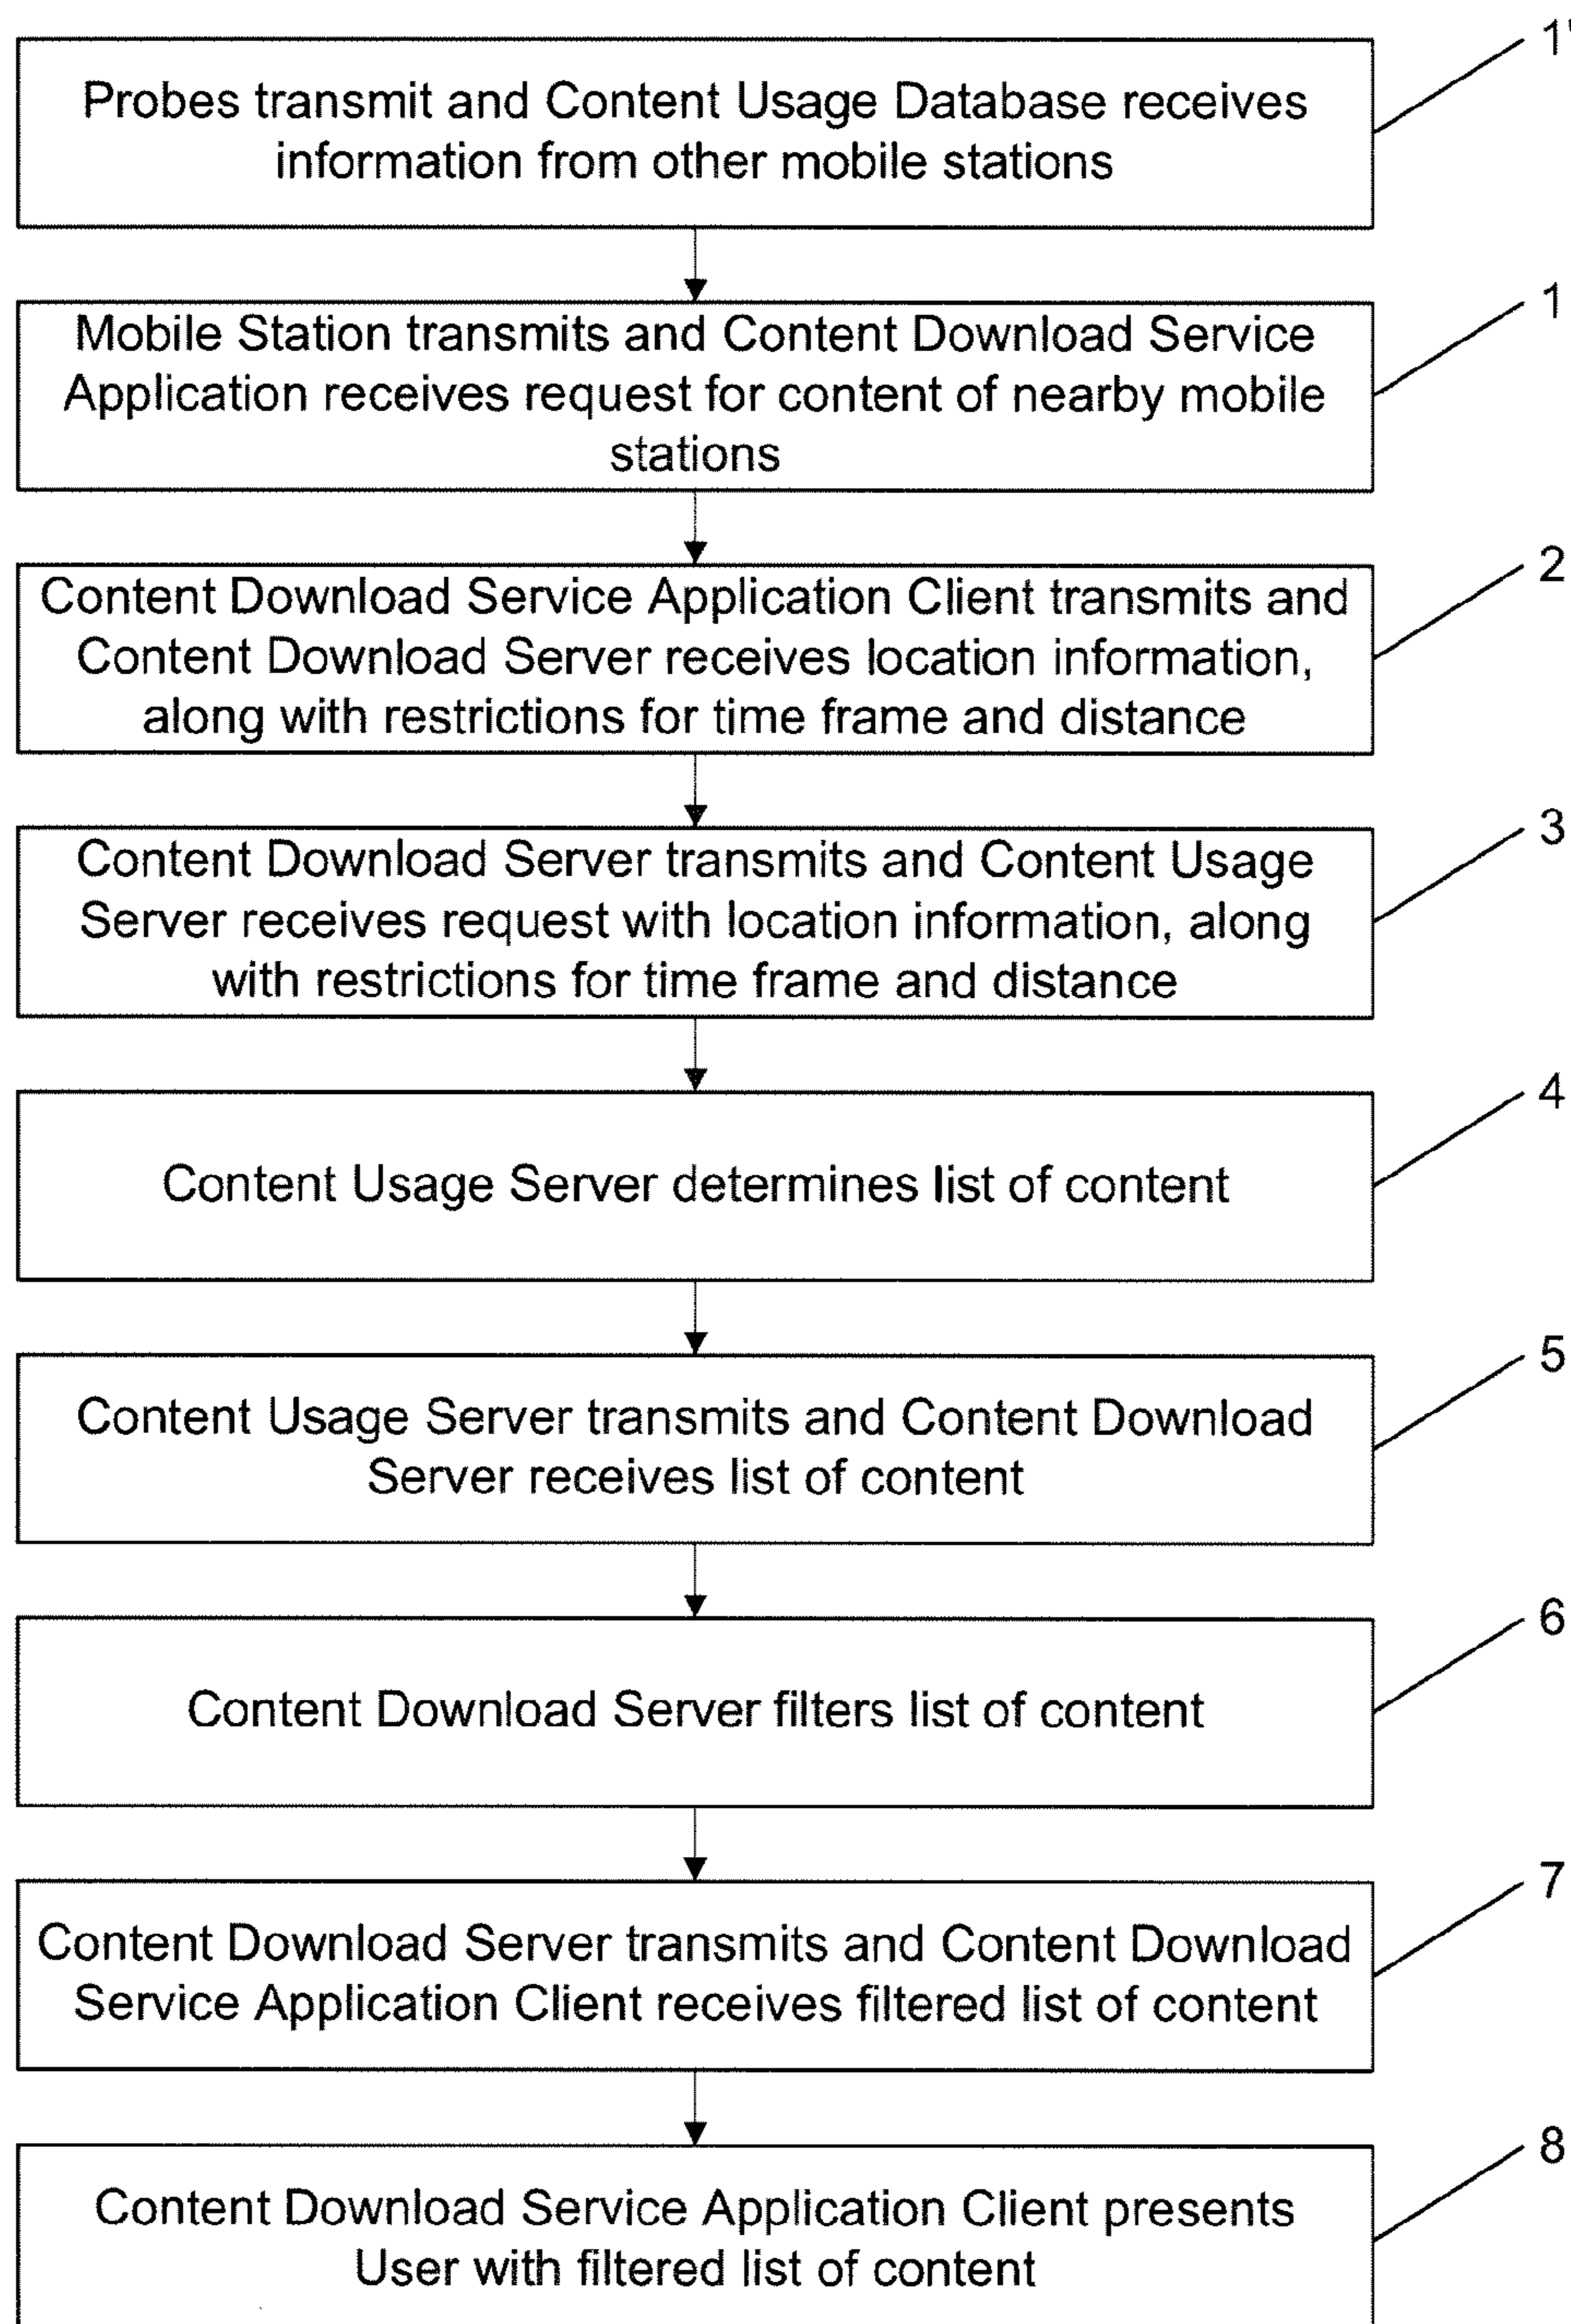 1'
Probes transmit and Content Usage Database receives
information from other mobile stations
1
Mobile Station transmits and Content Download Service
Application receives request for content of nearby mobile
stations
2
Content Download Service Application Client transmits and
Content Download Server receives location information,
along with restrictions for time frame and distance
3
Content Download Server transmits and Content Usage
Server receives request with location information, along
with restrictions for time frame and distance
4
Content Usage Server determines list of content
5
Content Usage Server transmits and Content Download
Server receives list of content
6
Content Download Server filters list of content
7
Content Download Server transmits and Content Download
Service Application Client receives filtered list of content
8
Content Download Service Application Client presents
User with filtered list of content